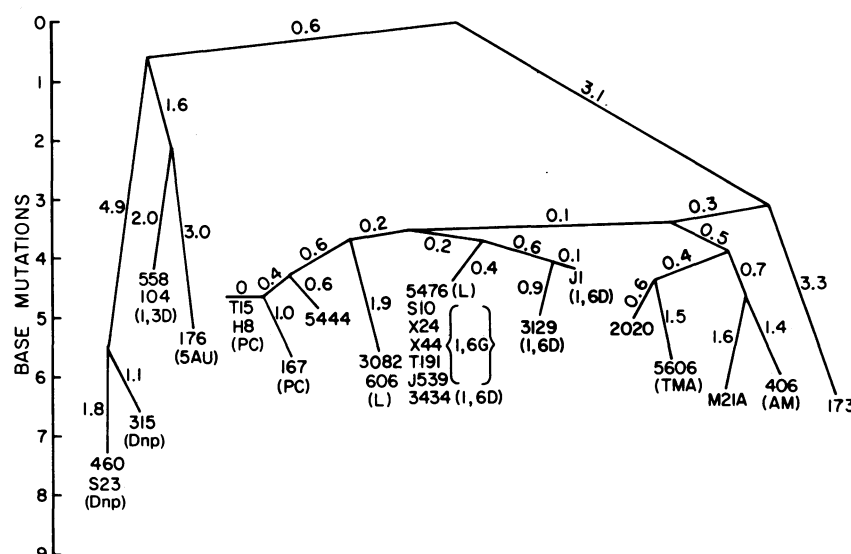 0
0.6
1
1.6
3.1
2
BASE MUTATIONS
3
4.9
2.0
3.0
0.2
0.1
0.3
0.6
0.2
0.6
0.1
0.5
4
558
104
(1,3D)
0
0.4
0.6
1.9
0.4
0.9
J1
(1,6D)
0.4
0.7
3.3
176
(5AU)
T15
H8
(PC)
1.0
5444
5476 (L)
S10
X24
X44
T191
J539
3434 (1,6D)
1,6G
3129
(1,6D)
0.6
2020
1.5
1.6
1.4
5
167
(PC)
3082
606
(L)
5606
(TMA)
M21A
406
(AM)
173
6
1.8
1.1
315
(Dnp)
7
460
S23
(Dnp)
8
9